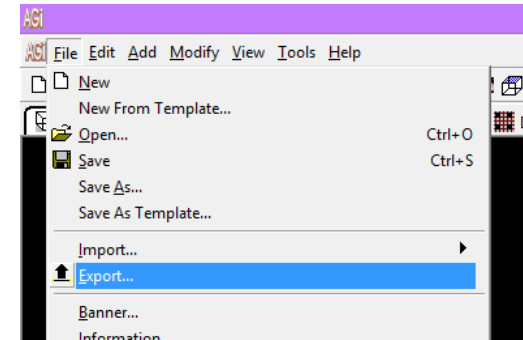 AGi
AGi File Edit Add Modify View Tools Help
New
New From Template...
Open... Ctrl+O
Save Ctrl+S
Save As...
Save As Template...
Import...
Export...
Banner...
Information